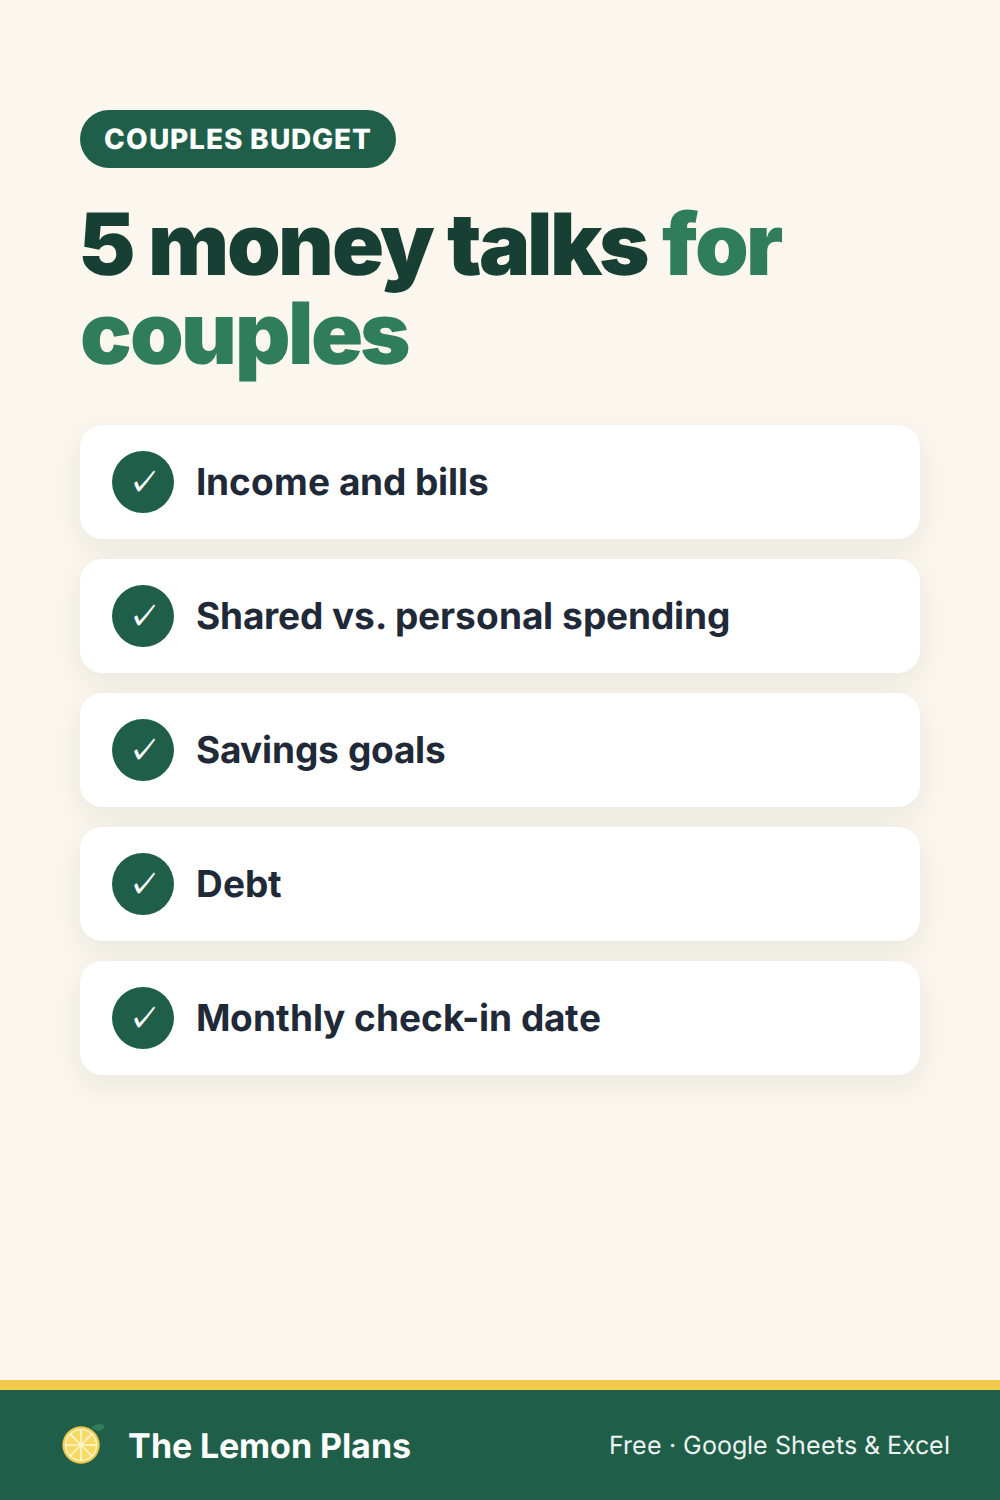 COUPLES BUDGET
5 money talks for
couples
✓ Income and bills
✓ Shared vs. personal spending
✓ Savings goals
✓ Debt
✓ Monthly check-in date
The Lemon Plans
Free · Google Sheets & Excel